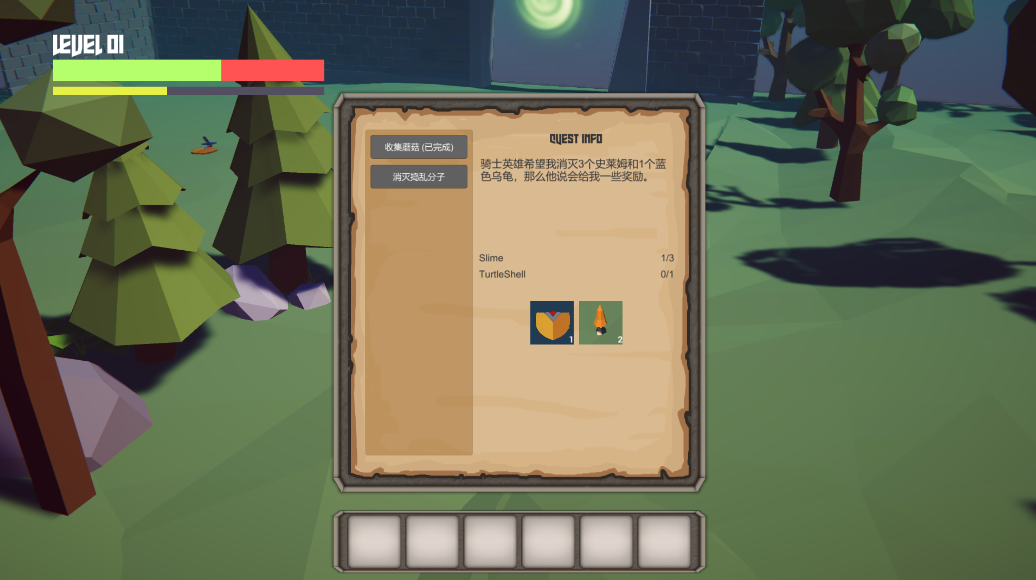 LEVEL 01
收集蘑菇 (已完成)
消灭捣乱分子
QUEST INFO
骑士英雄希望我消灭3个史莱姆和1个蓝
色乌龟，那么他说会给我一些奖励。
Slime 1/3
TurtleShell 0/1
1
2